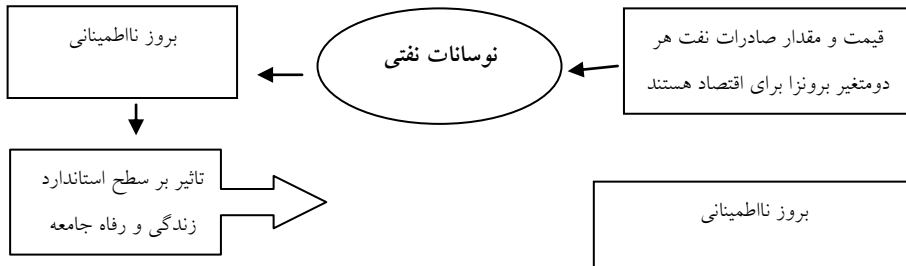 قیمت و مقدار صادرات نفت هر
دومتغیر برونزا برای اقتصاد هستند
نوسانات نفتی
بروز نااطمینانی
تاثیر بر سطح استاندارد
زندگی و رفاه جامعه
بروز نااطمینانی